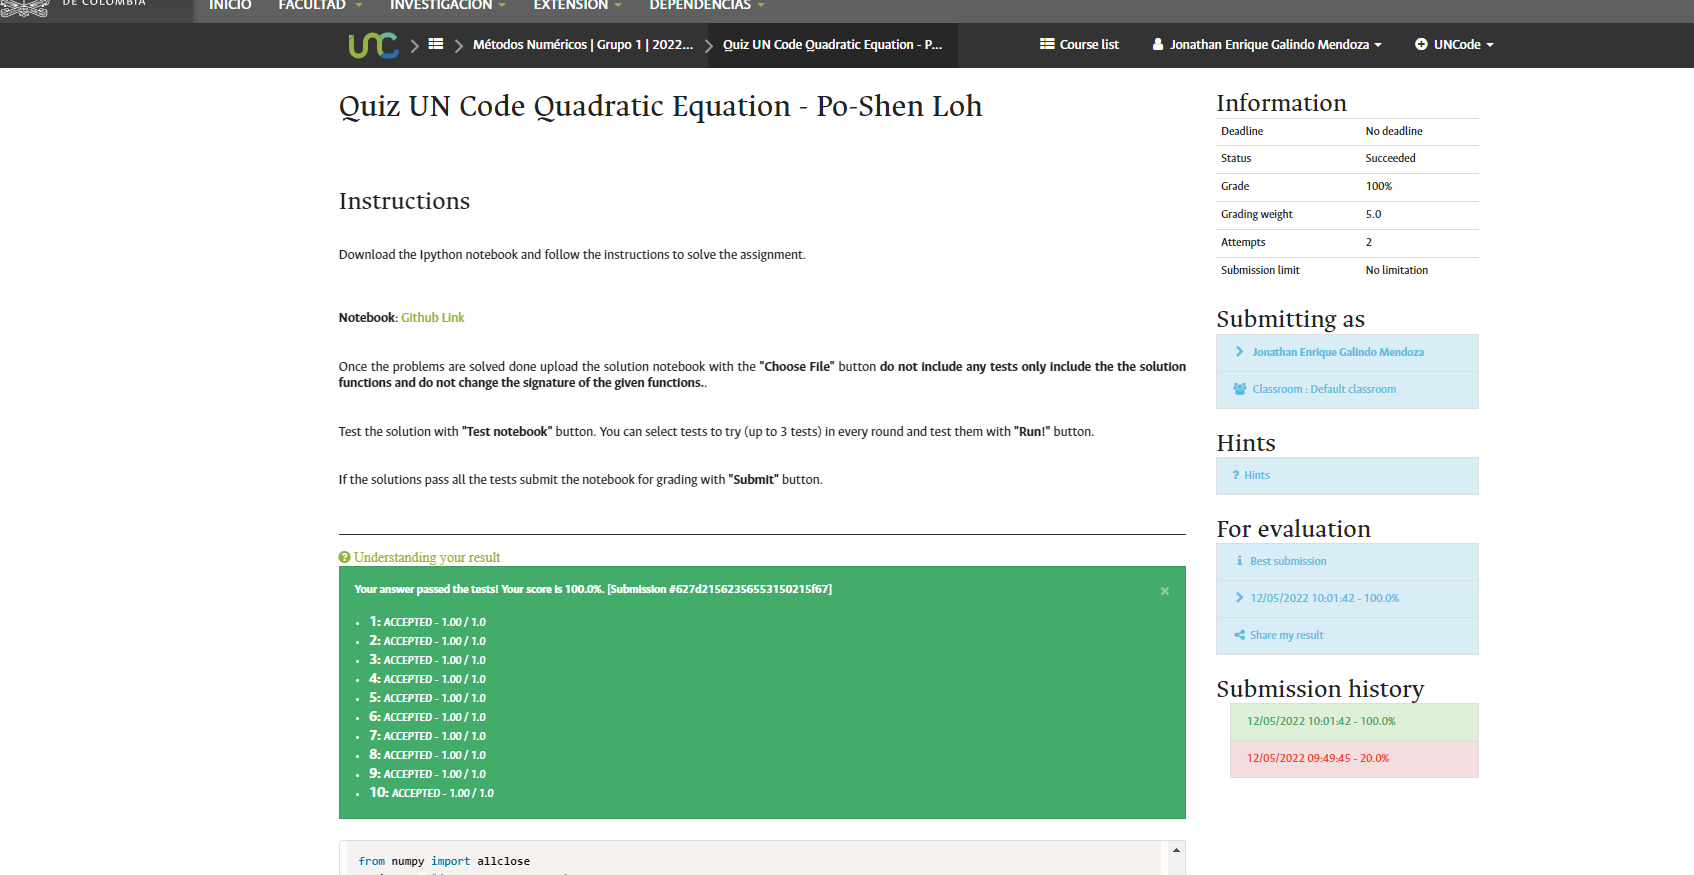 DE COLOMBIA
INICIO FACULTAD INVESTIGACIÓN EXTENSIÓN DEPENDENCIAS
UNC Métodos Numéricos | Grupo 1 | 2022... Quiz UN Code Quadratic Equation - P... Course list Jonathan Enrique Galindo Mendoza UNCode
Quiz UN Code Quadratic Equation - Po-Shen Loh
Instructions
Download the Ipython notebook and follow the instructions to solve the assignment.
Notebook: Github Link
Once the problems are solved done upload the solution notebook with the "Choose File" button do not include any tests only include the the solution
functions and do not change the signature of the given functions..
Test the solution with "Test notebook" button. You can select tests to try (up to 3 tests) in every round and test them with "Run!" button.
If the solutions pass all the tests submit the notebook for grading with "Submit" button.
? Understanding your result
Your answer passed the tests! Your score is 100.0%. [Submission #627d21562356553150215f67]
×
• 1: ACCEPTED - 1.00 / 1.0
• 2: ACCEPTED - 1.00 / 1.0
• 3: ACCEPTED - 1.00 / 1.0
• 4: ACCEPTED - 1.00 / 1.0
• 5: ACCEPTED - 1.00 / 1.0
• 6: ACCEPTED - 1.00 / 1.0
• 7: ACCEPTED - 1.00 / 1.0
• 8: ACCEPTED - 1.00 / 1.0
• 9: ACCEPTED - 1.00 / 1.0
• 10: ACCEPTED - 1.00 / 1.0
from numpy import allclose
Information
Deadline No deadline
Status Succeeded
Grade 100%
Grading weight 5.0
Attempts 2
Submission limit No limitation
Submitting as
Jonathan Enrique Galindo Mendoza
Classroom : Default classroom
Hints
? Hints
For evaluation
i Best submission
12/05/2022 10:01:42 - 100.0%
Share my result
Submission history
12/05/2022 10:01:42 - 100.0%
12/05/2022 09:49:45 - 20.0%